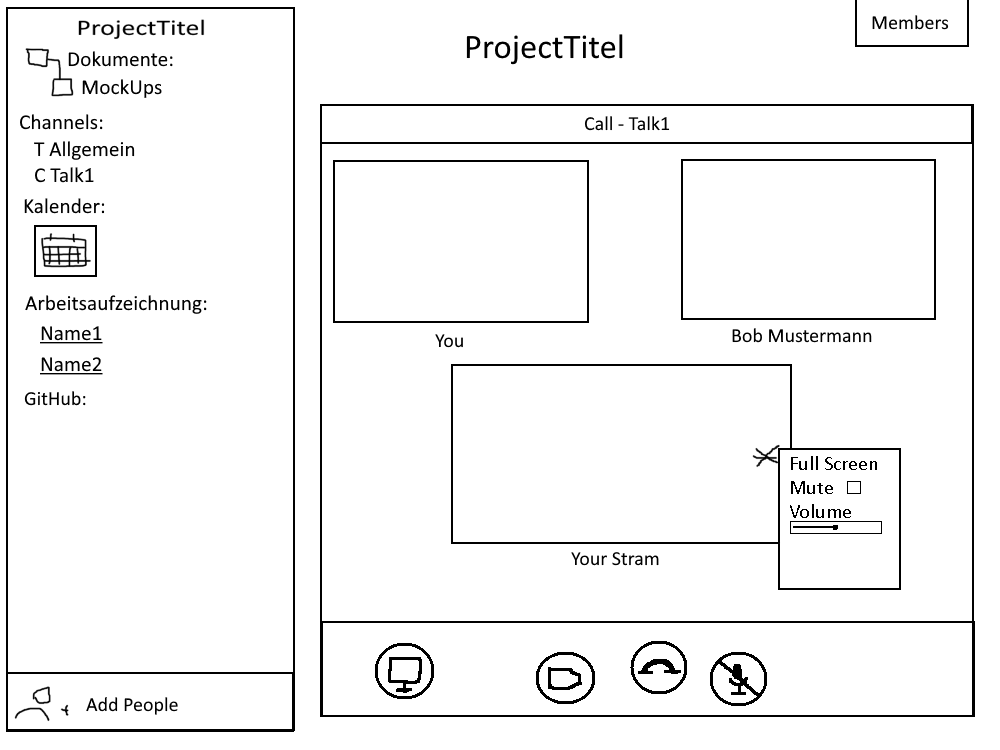 ProjectTitel
Dokumente:
MockUps
Channels:
T Allgemein
C Talk1
Kalender:
Arbeitsaufzeichnung:
Name1
Name2
GitHub:
Add People
ProjectTitel
Members
Call - Talk1
You
Bob Mustermann
Your Stram
Full Screen
Mute
Volume